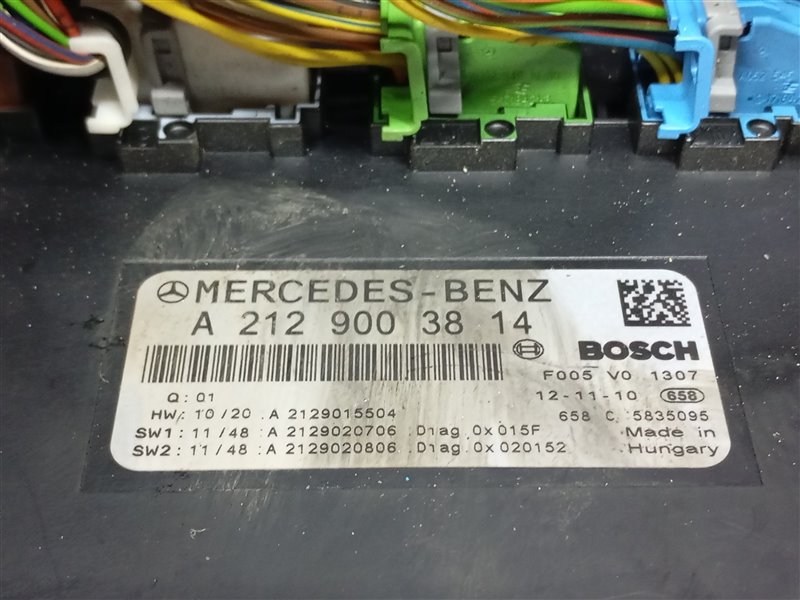 MERCEDES-BENZ
A 212 900 38 14
BOSCH
Q: 01
F005 V0 1307
12-11-10 658
HW: 10/20 A 2129015504
658 C 5835095
SW1: 11/48 A 2129020706 Diag 0x015F
Made in
SW2: 11/48 A 2129020806 Diag 0x020152
Hungary